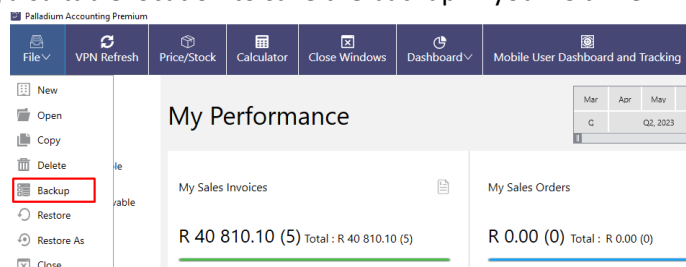 Palladium Accounting Premium
File
VPN Refresh
Price/Stock
Calculator
Close Windows
Dashboard
Mobile User Dashboard and Tracking
New
Open
Copy
Delete
Backup
Restore
Restore As
Close
My Performance
Mar
Apr
May
Q2, 2023
My Sales Invoices
R 40 810.10 (5) Total : R 40 810.10 (5)
My Sales Orders
R 0.00 (0) Total : R 0.00 (0)